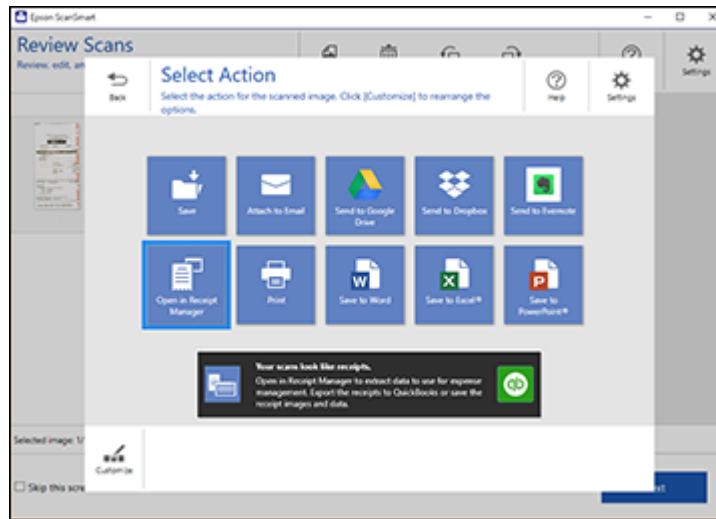 Epson ScanSmart
Review Scans
Review, edit, an
Settings
Back
Select Action
Select the action for the scanned image. Click [Customize] to rearrange the
options.
Help
Settings
Save
Attach to Email
Send to Google
Drive
Send to Dropbox
Send to Evernote
Open in Receipt
Manager
Print
Save to Word
Save to Excel®
Save to
PowerPoint®
Your scans look like receipts.
Open in Receipt Manager to extract data to use for expense
management. Export the receipts to QuickBooks or save the
receipt images and data.
Selected image: 1/
Customize
Skip this scre